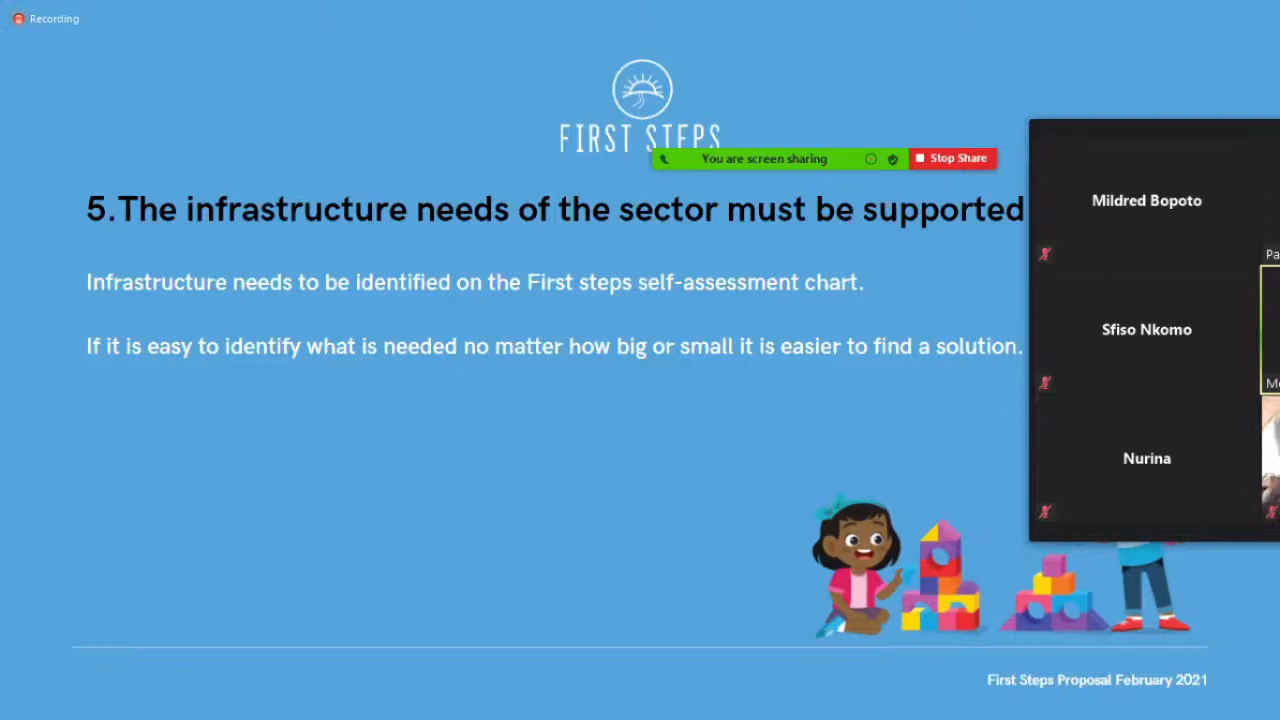 Recording
FIRST STEPS
You are screen sharing
Stop Share
5.The infrastructure needs of the sector must be supported
Mildred Bopoto
Infrastructure needs to be identified on the First steps self-assessment chart.
Sfiso Nkomo
If it is easy to identify what is needed no matter how big or small it is easier to find a solution.
Nurina
First Steps Proposal February 2021